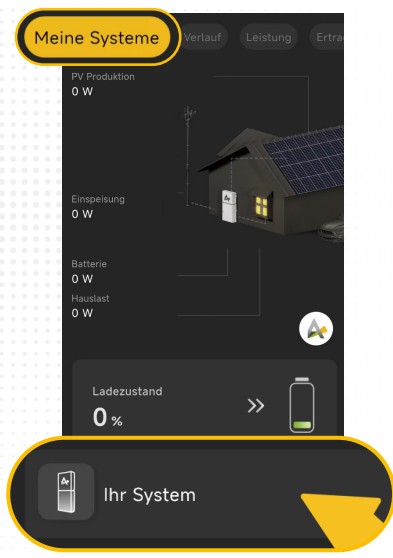 Meine Systeme
Verlauf
Leistung
PV Produktion
0 W
Einspeisung
0 W
Batterie
0 W
Hauslast
0 W
Ladezustand
0 %
Ihr System